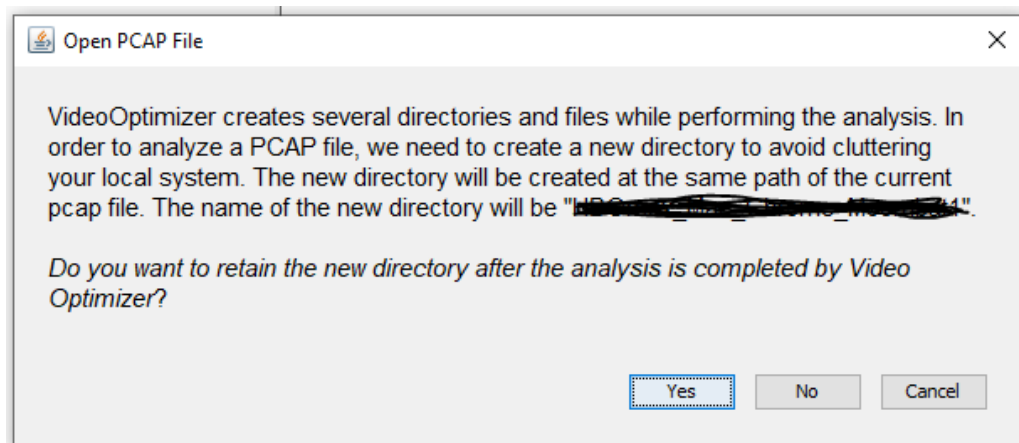 Open PCAP File
VideoOptimizer creates several directories and files while performing the analysis. In
order to analyze a PCAP file, we need to create a new directory to avoid cluttering
your local system. The new directory will be created at the same path of the current
pcap file. The name of the new directory will be "
Do you want to retain the new directory after the analysis is completed by Video
Optimizer?
Yes No Cancel